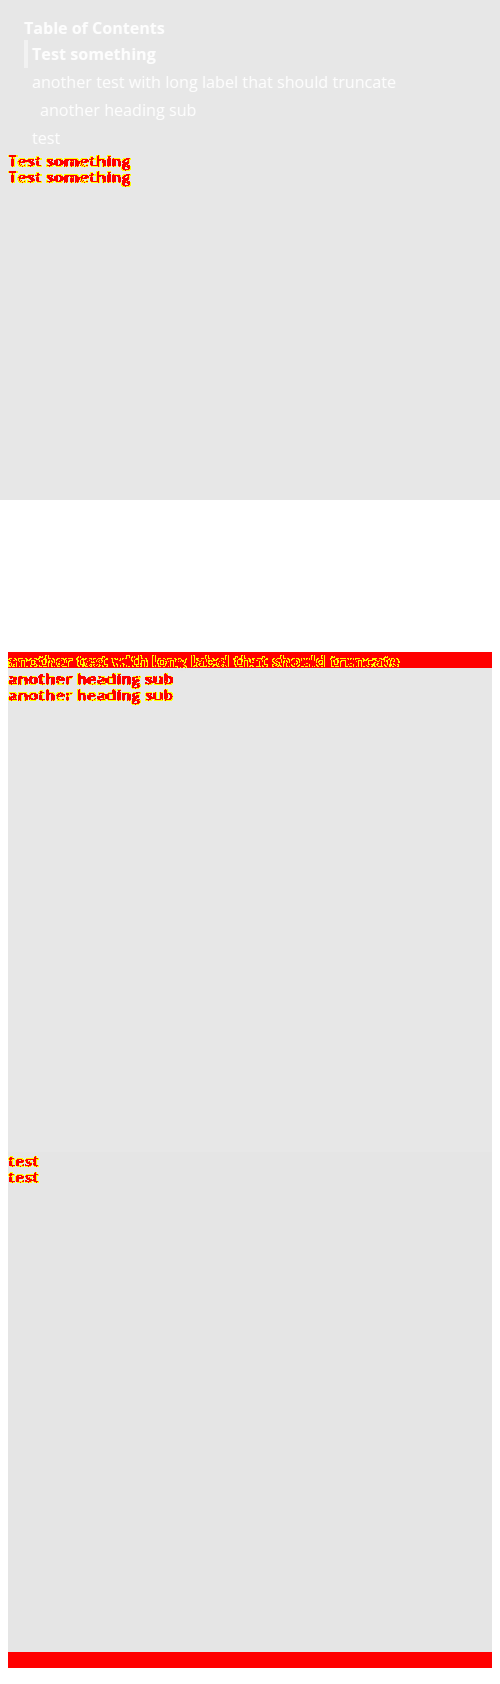 Table of Contents
Test something
another test with long label that should truncate
another heading sub
test
Test something
Test something
another test with long label that should truncate
another heading sub
another heading sub
test
test